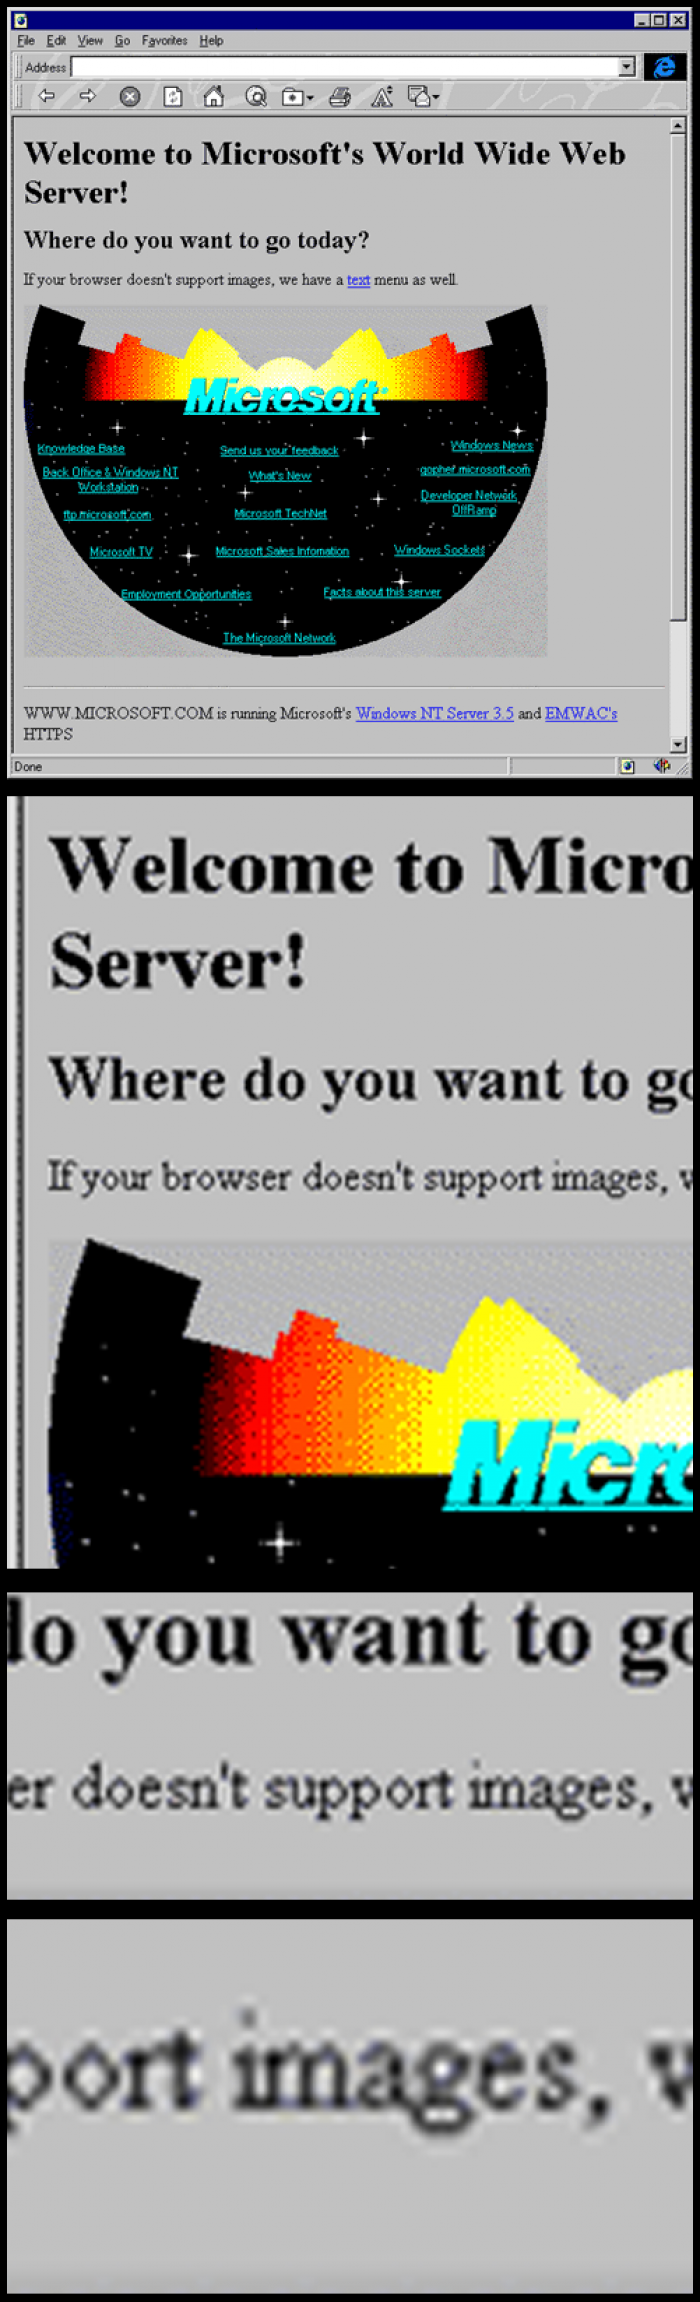 File Edit View Go Favorites Help
Address
Welcome to Microsoft's World Wide Web
Server!
Where do you want to go today?
If your browser doesn't support images, we have a text menu as well.
Microsoft
Knowledge Base
Send us your feedback
Windows News
Back Office & Windows NT
Workstation
What's New
gopher.microsoft.com
Developer Network
OffRamp
ftp.microsoft.com
Microsoft TechNet
Microsoft TV
Microsoft Sales Infomation
Windows Sockets
Employment Opportunities
Facts about this server
The Microsoft Network
WWW.MICROSOFT.COM is running Microsoft's Windows NT Server 3.5 and EMWAC's
HTTPS
Done
Welcome to Micro
Server!
Where do you want to go
If your browser doesn't support images, w
Micro
do you want to go
er doesn't support images, w
port images, w